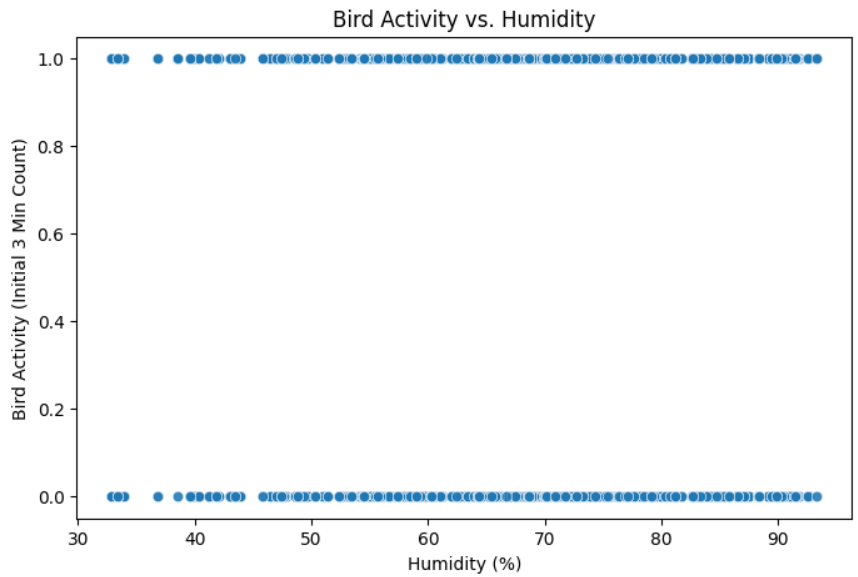 Bird Activity vs. Humidity
Bird Activity (Initial 3 Min Count)
1.0
0.8
0.6
0.4
0.2
0.0
30 40 50 60 70 80 90
Humidity (%)